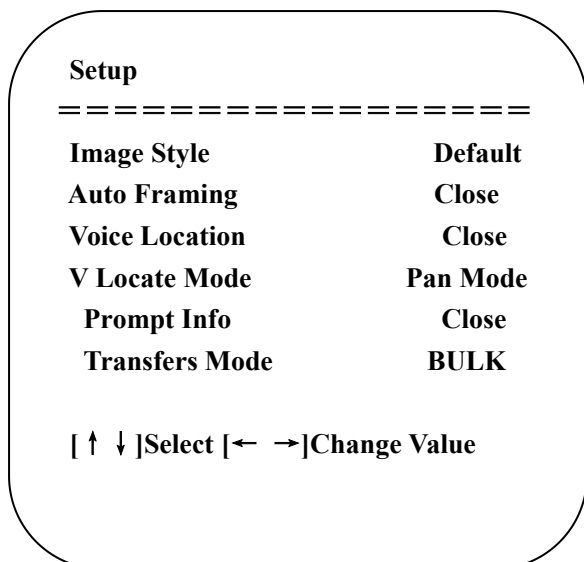 Setup
==================
Image Style Default
Auto Framing Close
Voice Location Close
V Locate Mode Pan Mode
Prompt Info Close
Transfers Mode BULK
[↑ ↓]Select [← →]Change Value